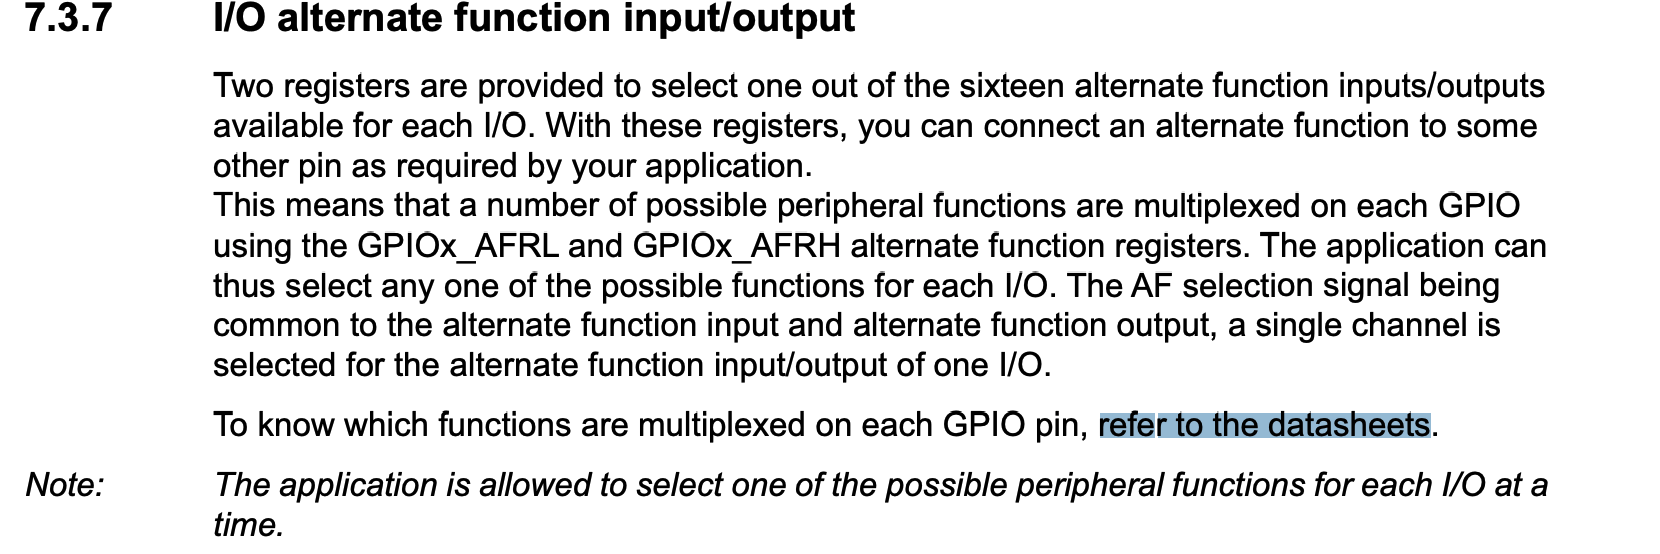 7.3.7 I/O alternate function input/output
Two registers are provided to select one out of the sixteen alternate function inputs/outputs
available for each I/O. With these registers, you can connect an alternate function to some
other pin as required by your application.
This means that a number of possible peripheral functions are multiplexed on each GPIO
using the GPIOx_AFRL and GPIOx_AFRH alternate function registers. The application can
thus select any one of the possible functions for each I/O. The AF selection signal being
common to the alternate function input and alternate function output, a single channel is
selected for the alternate function input/output of one I/O.
To know which functions are multiplexed on each GPIO pin, refer to the datasheets.
Note: The application is allowed to select one of the possible peripheral functions for each I/O at a
time.